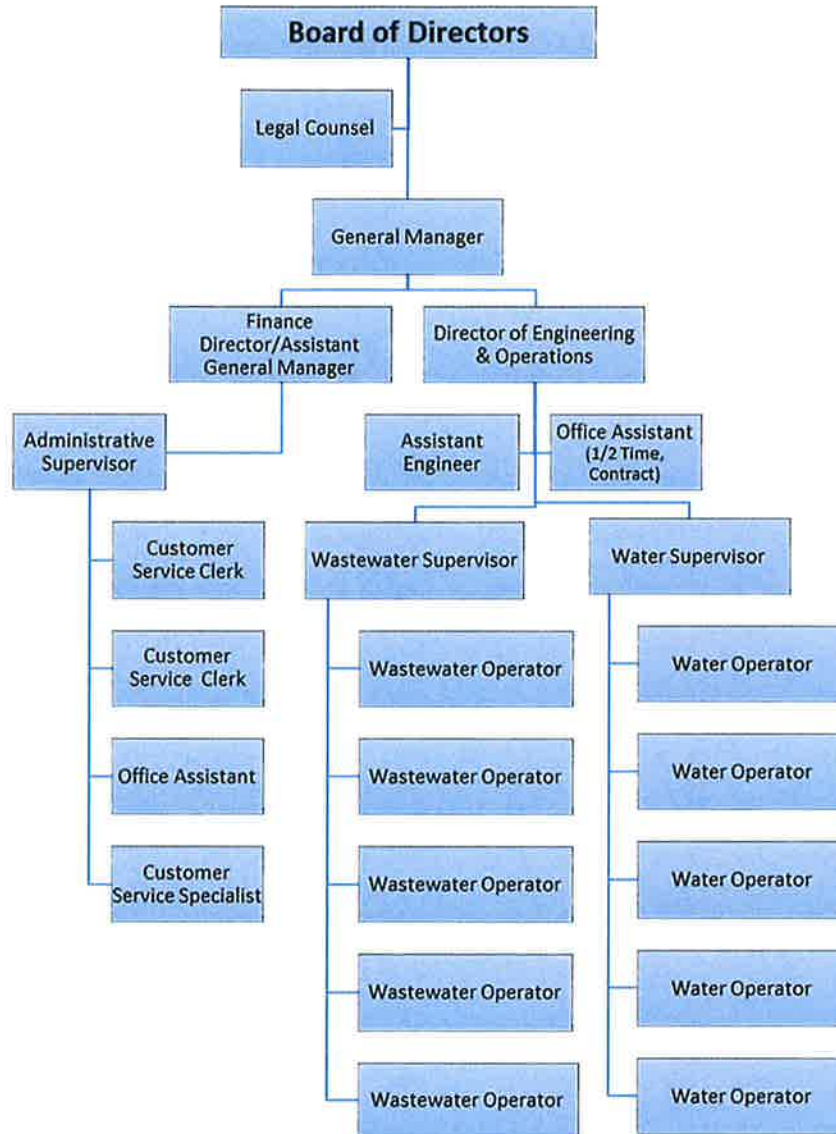 Board of Directors
Legal Counsel
General Manager
Finance
Director/Assistant
General Manager
Director of Engineering
& Operations
Administrative
Supervisor
Assistant
Engineer
Office Assistant
(1/2 Time,
Contract)
Customer
Service Clerk
Customer
Service Clerk
Office Assistant
Customer
Service Specialist
Wastewater Supervisor
Wastewater Operator
Wastewater Operator
Wastewater Operator
Wastewater Operator
Wastewater Operator
Water Supervisor
Water Operator
Water Operator
Water Operator
Water Operator
Water Operator